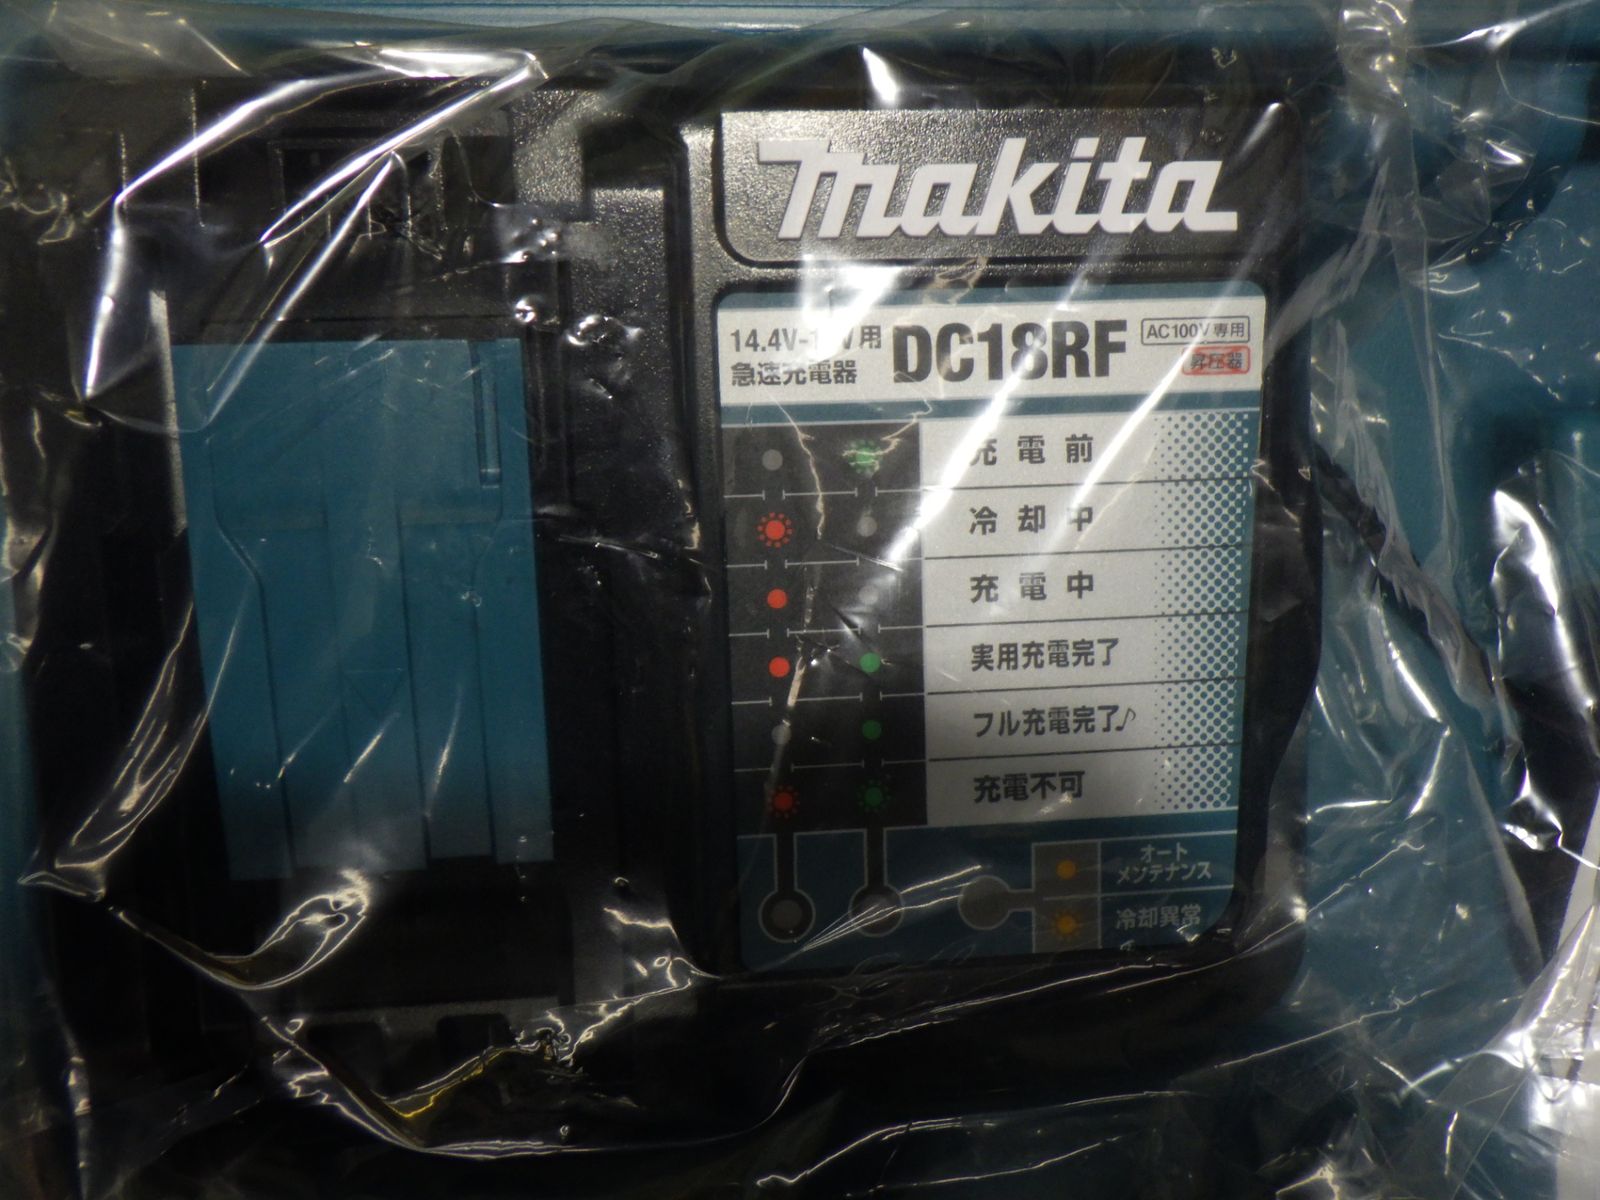 makita
14.4V-18V用
急速充電器
DC18RF
AC100V専用
昇圧器
充電前
冷却中
充電中
実用充電完了
フル充電完了♪
充電不可
オート
メンテナンス
冷却異常